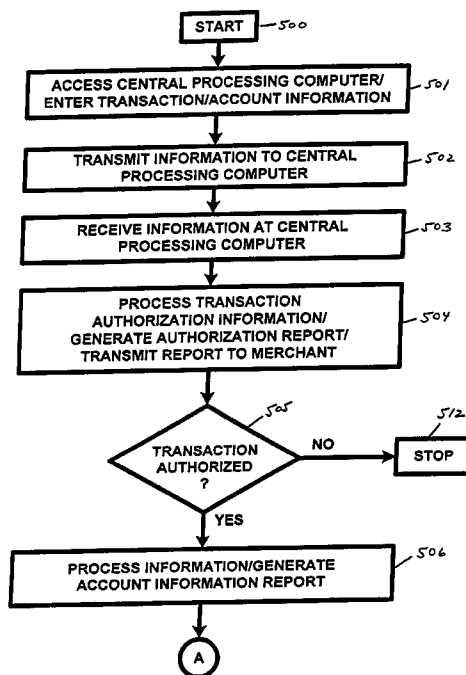 START
500
ACCESS CENTRAL PROCESSING COMPUTER/
ENTER TRANSACTION/ACCOUNT INFORMATION
501
TRANSMIT INFORMATION TO CENTRAL
PROCESSING COMPUTER
502
RECEIVE INFORMATION AT CENTRAL
PROCESSING COMPUTER
503
PROCESS TRANSACTION
AUTHORIZATION INFORMATION/
GENERATE AUTHORIZATION REPORT/
TRANSMIT REPORT TO MERCHANT
504
505
TRANSACTION
AUTHORIZED
?
NO
512
STOP
YES
PROCESS INFORMATION/GENERATE
ACCOUNT INFORMATION REPORT
506
A